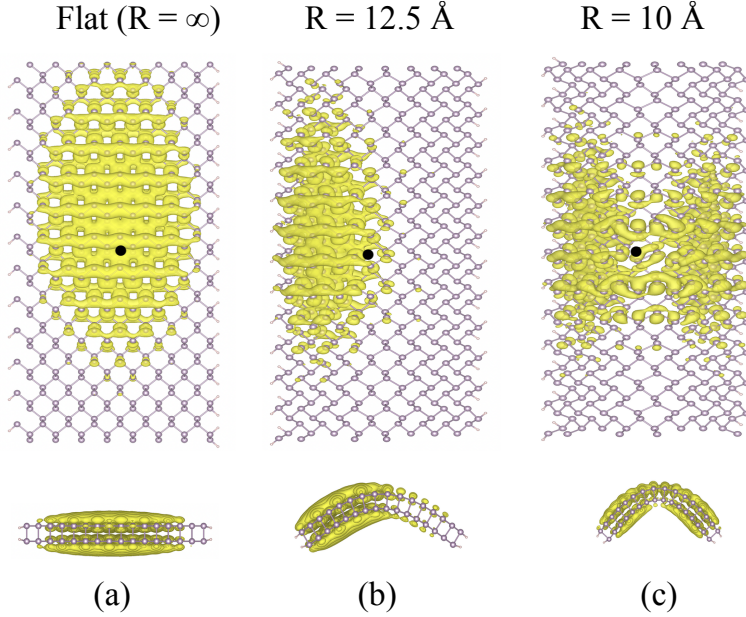 Flat (R = ∞) R = 12.5 Å R = 10 Å
(a) (b) (c)